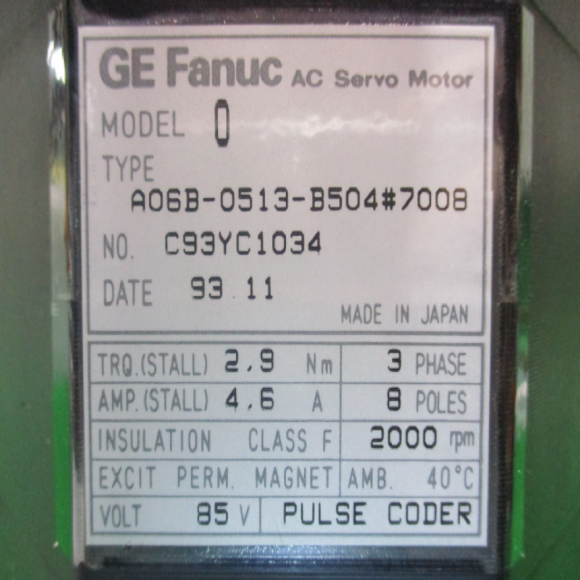 GE Fanuc AC Servo Motor
MODEL 0
TYPE
A06B-0513-B504#7008
NO. C93YC1034
DATE 93.11
MADE IN JAPAN
TRQ.(STALL) 2.9 Nm 3 PHASE
AMP.(STALL) 4.6 A 8 POLES
INSULATION CLASS F 2000 rpm
EXCIT PERM. MAGNET AMB. 40°C
VOLT 85 V PULSE CODER